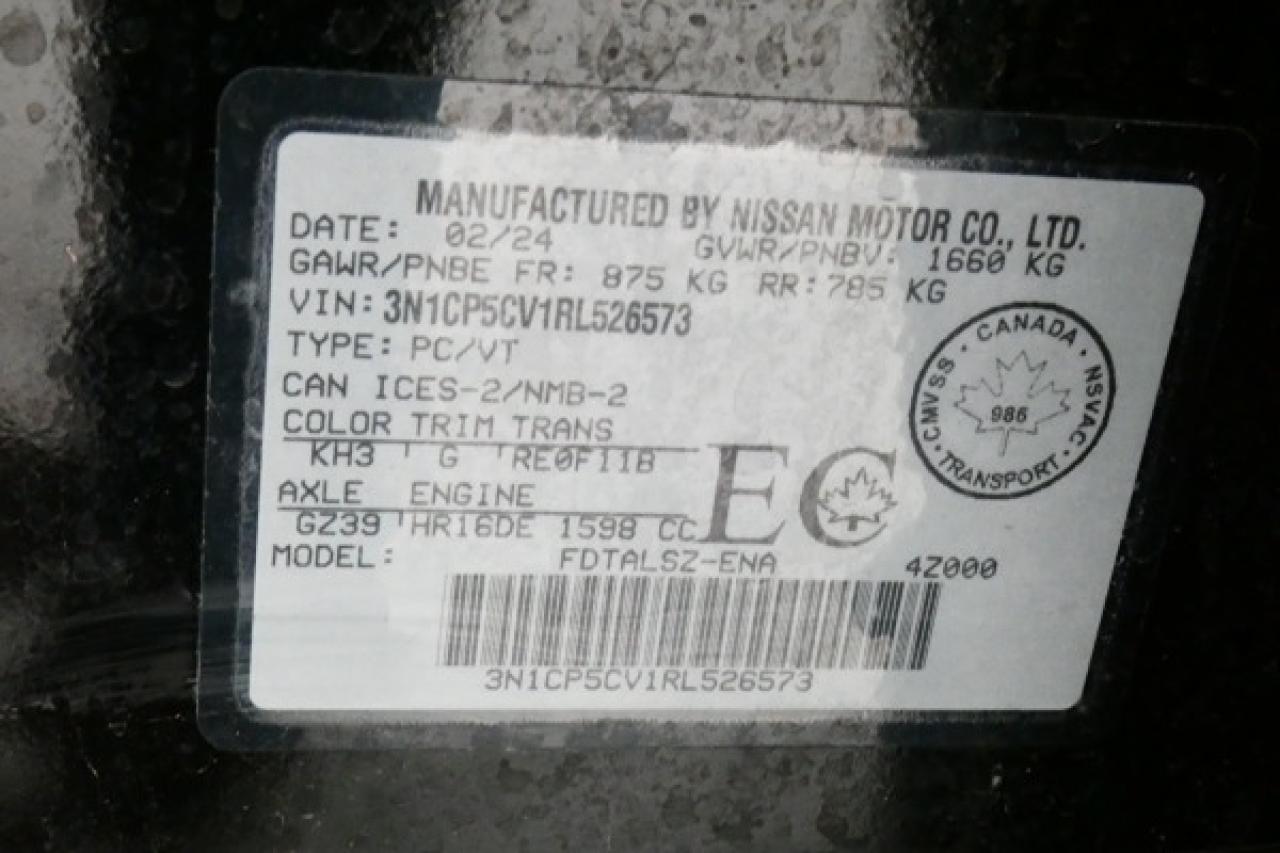 MANUFACTURED BY NISSAN MOTOR CO., LTD.
DATE: 02/24 GVWR/PNBV: 1660 KG
GAWR/PNBE FR: 875 KG RR:785 KG
VIN: 3N1CP5CV1RL526573
TYPE: PC/VT
CAN ICES-2/NMB-2
COLOR TRIM TRANS
KH3 G RE0F11B
AXLE ENGINE
GZ39 HR16DE 1598 CC
EC
MODEL: FDTALSZ-ENA 4Z000
3N1CP5CV1RL526573
CANADA · NSVAC · TRANSPORT · CMVSS ·
986